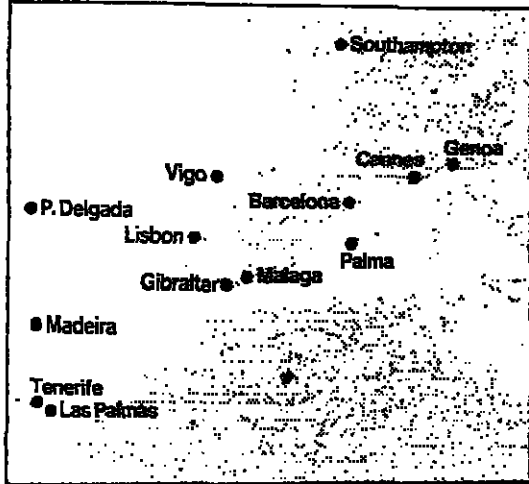 Southampton
Genoa
Cannes
Vigo
Barcelona
P. Delgada
Lisbon
Palma
Malaga
Gibraltar
Madeira
Tenerife
Las Palmas